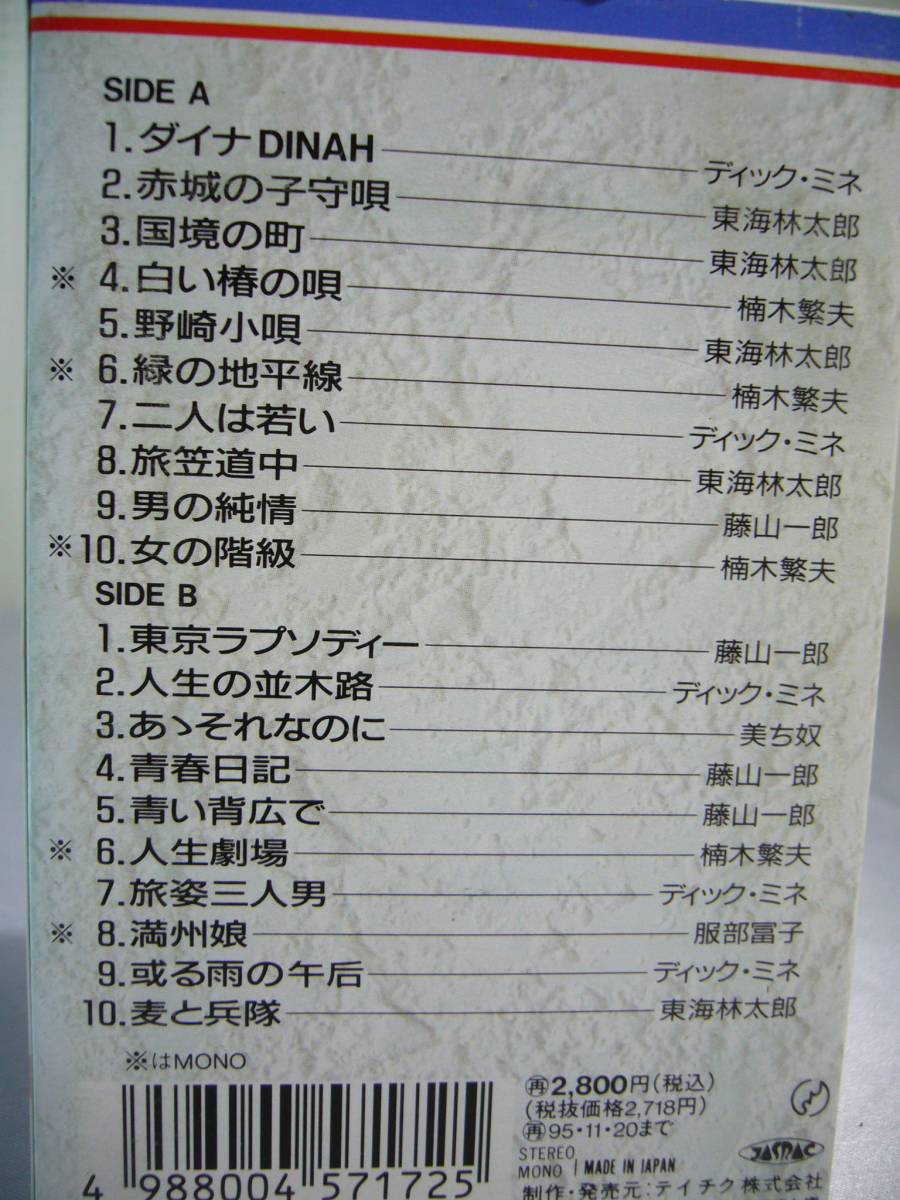 SIDE A
1.ダイナDINAH ディック・ミネ
2.赤城の子守唄 東海林太郎
3.国境の町 東海林太郎
※ 4.白い椿の唄 楠木繁夫
5.野崎小唄 東海林太郎
※ 6.緑の地平線 楠木繁夫
7.二人は若い ディック・ミネ
8.旅笠道中 東海林太郎
9.男の純情 藤山一郎
※10.女の階級 楠木繁夫
SIDE B
1.東京ラプソディー 藤山一郎
2.人生の並木路 ディック・ミネ
3.あゝそれなのに 美ち奴
4.青春日記 藤山一郎
5.青い背広で 藤山一郎
※ 6.人生劇場 楠木繁夫
7.旅姿三人男 ディック・ミネ
※ 8.満州娘 服部冨子
9.或る雨の午后 ディック・ミネ
10.麦と兵隊 東海林太郎
※はMONO
再2,800円(税込)
(税抜価格2,718円)
再95・11・20まで
STEREO
MONO MADE IN JAPAN
JASRAC
制作・発売元:テイチク株式会社
4 988004 571725